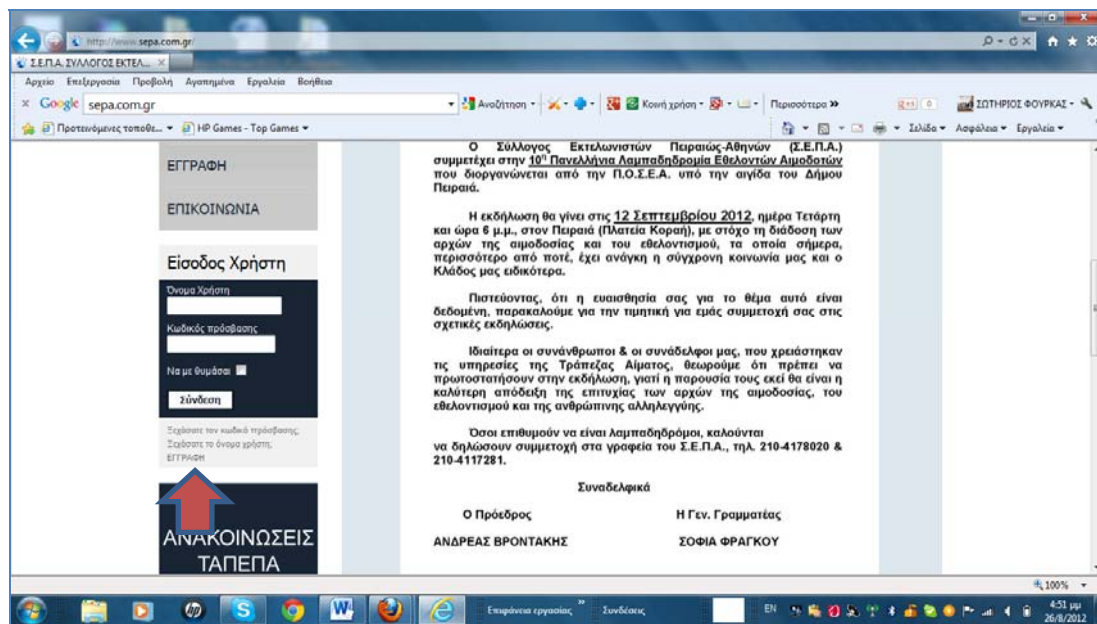 http://www.sepa.com.gr/
Σ.Ε.Π.Α. ΣΥΛΛΟΓΟΣ ΕΚΤΕΛ...
Αρχείο Επεξεργασία Προβολή Αγαπημένα Εργαλεία Βοήθεια
Google sepa.com.gr Αναζήτηση Κοινή χρήση Περισσότερα » +1 0 ΣΩΤΗΡΙΟΣ ΦΟΥΡΚΑΣ
Προτεινόμενες τοποθε... HP Games - Top Games Σελίδα Ασφάλεια Εργαλεία
ΕΓΓΡΑΦΗ
ΕΠΙΚΟΙΝΩΝΙΑ
Είσοδος Χρήστη
Όνομα Χρήστη
Κωδικός πρόσβασης
Να με θυμάσαι
Σύνδεση
Ξεχάσατε τον κωδικό πρόσβασης;
Ξεχάσατε το όνομα χρήστη;
ΕΓΓΡΑΦΗ
ΑΝΑΚΟΙΝΩΣΕΙΣ
ΤΑΠΕΠΑ
Ο Σύλλογος Εκτελωνιστών Πειραιώς-Αθηνών (Σ.Ε.Π.Α.)
συμμετέχει στην 10η Πανελλήνια Λαμπαδηδρομία Εθελοντών Αιμοδοτών
που διοργανώνεται από την Π.Ο.Σ.Ε.Α. υπό την αιγίδα του Δήμου
Πειραιά.
Η εκδήλωση θα γίνει στις 12 Σεπτεμβρίου 2012, ημέρα Τετάρτη
και ώρα 6 μ.μ., στον Πειραιά (Πλατεία Κοραή), με στόχο τη διάδοση των
αρχών της αιμοδοσίας και του εθελοντισμού, τα οποία σήμερα,
περισσότερο από ποτέ, έχει ανάγκη η σύγχρονη κοινωνία μας και ο
Κλάδος μας ειδικότερα.
Πιστεύοντας, ότι η ευαισθησία σας για το θέμα αυτό είναι
δεδομένη, παρακαλούμε για την τιμητική για εμάς συμμετοχή σας στις
σχετικές εκδηλώσεις.
Ιδιαίτερα οι συνάνθρωποι & οι συνάδελφοι μας, που χρειάστηκαν
τις υπηρεσίες της Τράπεζας Αίματος, θεωρούμε ότι πρέπει να
πρωτοστατήσουν στην εκδήλωση, γιατί η παρουσία τους εκεί θα είναι η
καλύτερη απόδειξη της επιτυχίας των αρχών της αιμοδοσίας, του
εθελοντισμού και της ανθρώπινης αλληλεγγύης.
Όσοι επιθυμούν να είναι λαμπαδηδρόμοι, καλούνται
να δηλώσουν συμμετοχή στα γραφεία του Σ.Ε.Π.Α., τηλ. 210-4178020 &
210-4117281.
Συναδελφικά
Ο Πρόεδρος Η Γεν. Γραμματέας
ΑΝΔΡΕΑΣ ΒΡΟΝΤΑΚΗΣ ΣΟΦΙΑ ΦΡΑΓΚΟΥ
100%
Επιφάνεια εργασίας » Συνδέσεις EN 4:51 μμ
26/8/2012